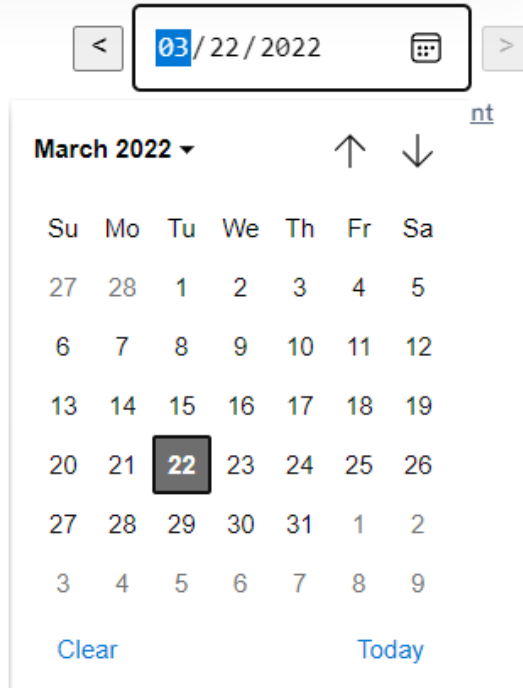 < 03/22/2022 >
nt
March 2022
Su Mo Tu We Th Fr Sa
27 28 1 2 3 4 5
6 7 8 9 10 11 12
13 14 15 16 17 18 19
20 21 22 23 24 25 26
27 28 29 30 31 1 2
3 4 5 6 7 8 9
Clear Today